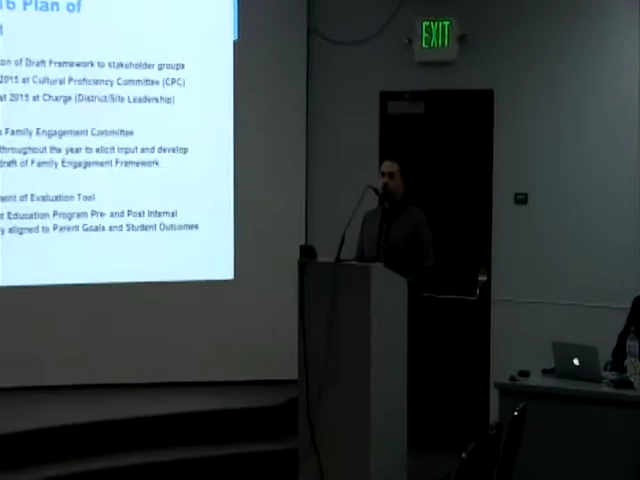 Plan of
EXIT
on of Draft Framework to stakeholder groups
2015 at Cultural Proficiency Committee (CPC)
at 2015 at Charge (District/Site Leadership)
Family Engagement Committee
throughout the year to elicit input and develop
draft of Family Engagement Framework
ment of Evaluation Tool
t Education Program Pre- and Post Internal
y aligned to Parent Goals and Student Outcomes